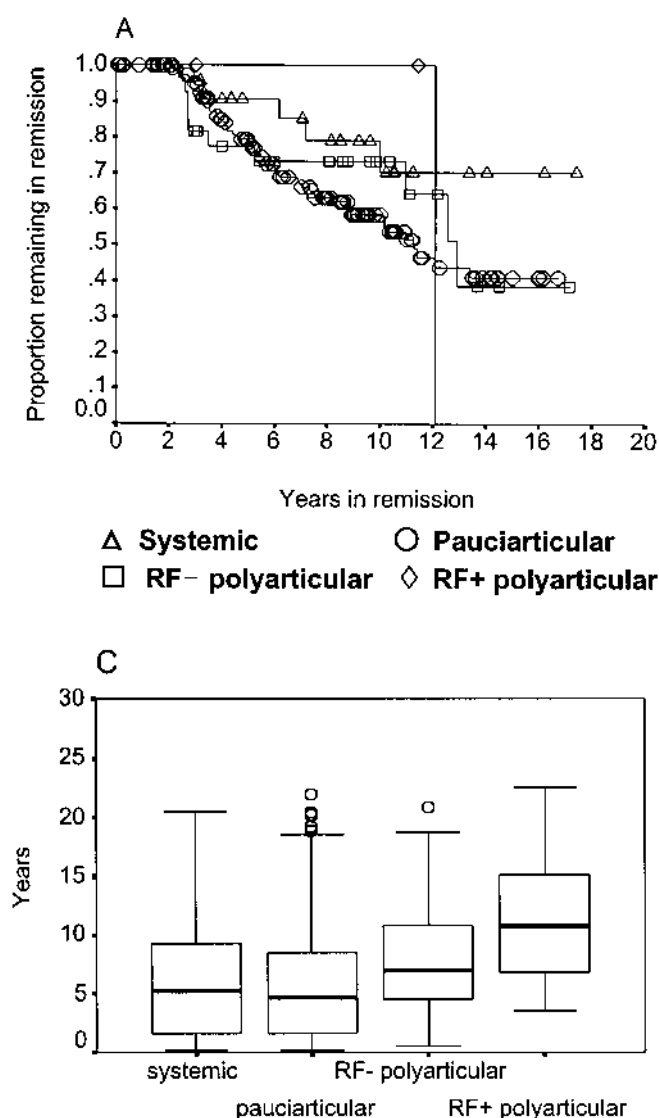 A
Proportion remaining in remission
1.0
.9
.8
.7
.6
.5
.4
.3
.2
.1
0.0
0 2 4 6 8 10 12 14 16 18 20
Years in remission
Systemic Pauciarticular
RF− polyarticular RF+ polyarticular
C
Years
30
25
20
15
10
5
0
systemic RF- polyarticular
pauciarticular RF+ polyarticular